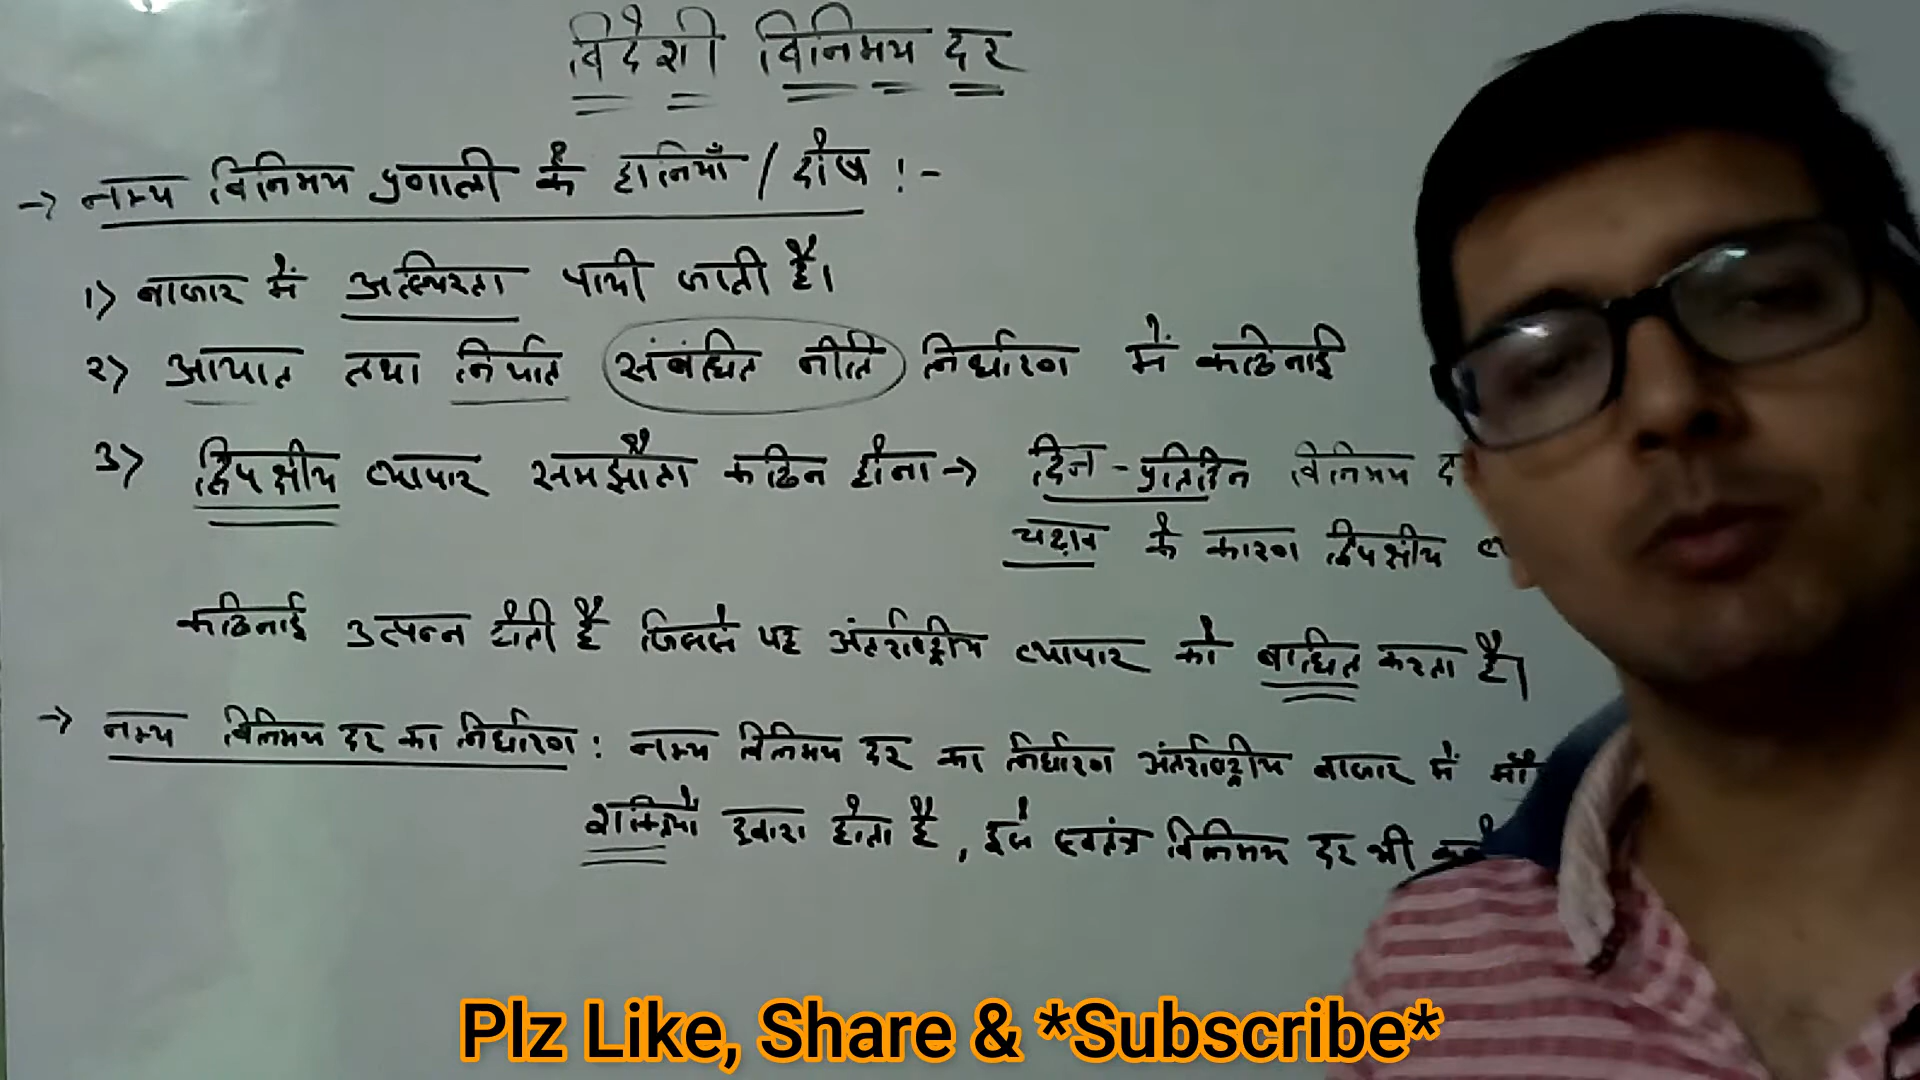 विदेशी विनिमय दर
→ नम्य विनिमय प्रणाली के हानियाँ / दोष :-
1> बाजार में अस्थिरता पायी जाती है।
२> आयात तथा निर्यात संबंधित नीति निर्धारण में कठिनाई
3> द्विपक्षीय व्यापार समझौता कठिन होना → दिन-प्रतिदिन विनिमय
के कारण द्विपक्षीय
कठिनाई उत्पन्न होती है जिससे यह अंतर्राष्ट्रीय व्यापार को बाधित करता है।
→ नम्य विनिमय दर का निर्धारण : नम्य विनिमय दर का निर्धारण अंतर्राष्ट्रीय बाजार में
शक्तियों द्वारा होता है, इसे स्वतंत्र विनिमय दर भी
Plz Like, Share & *Subscribe*